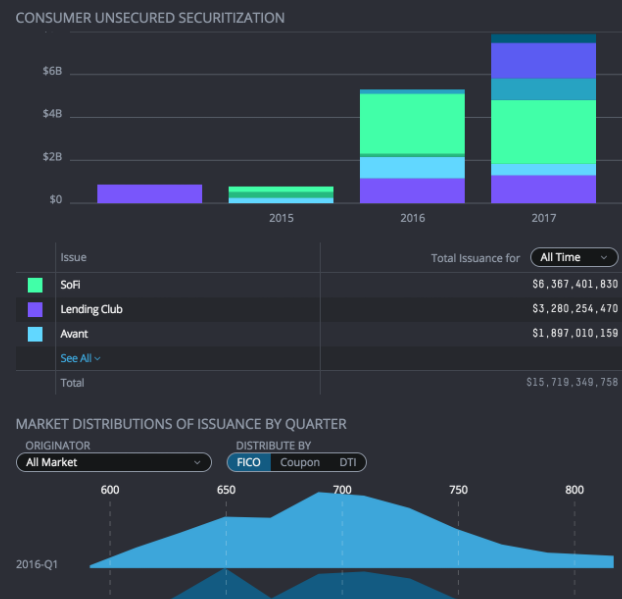 CONSUMER UNSECURED SECURITIZATION
$6B
$4B
$2B
$0
2015 2016 2017
Issue Total Issuance for All Time
SoFi $6,367,401,830
Lending Club $3,280,254,470
Avant $1,897,010,159
See All
Total $15,719,349,758
MARKET DISTRIBUTIONS OF ISSUANCE BY QUARTER
ORIGINATOR DISTRIBUTE BY
All Market FICO Coupon DTI
600 650 700 750 800
2016-Q1